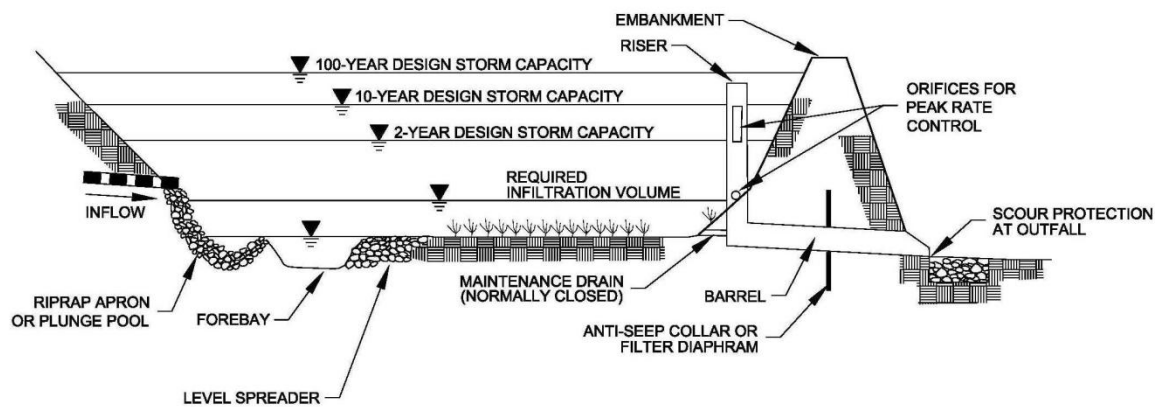 EMBANKMENT
RISER
100-YEAR DESIGN STORM CAPACITY
10-YEAR DESIGN STORM CAPACITY
ORIFICES FOR
PEAK RATE
CONTROL
2-YEAR DESIGN STORM CAPACITY
REQUIRED
INFILTRATION VOLUME
INFLOW
SCOUR PROTECTION
AT OUTFALL
MAINTENANCE DRAIN
(NORMALLY CLOSED)
RIPRAP APRON
OR PLUNGE POOL
FOREBAY
BARREL
ANTI-SEEP COLLAR OR
FILTER DIAPHRAM
LEVEL SPREADER